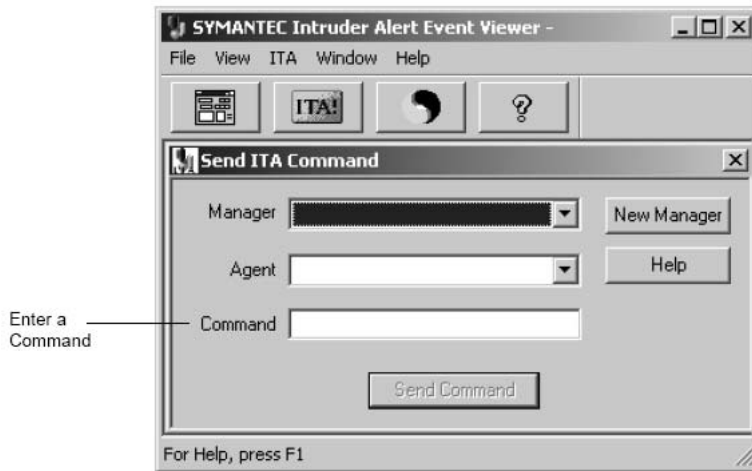 SYMANTEC Intruder Alert Event Viewer -
File View ITA Window Help
ITA!
?
Send ITA Command
Manager
New Manager
Agent
Help
Enter a
Command
Command
Send Command
For Help, press F1